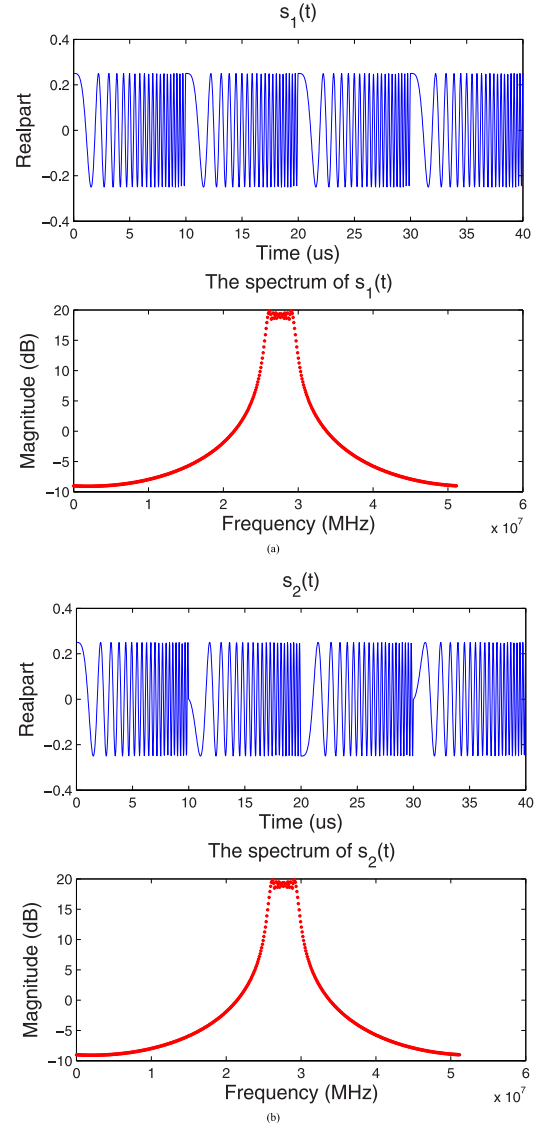 s₁(t)
0.4
0.2
0
−0.2
−0.4
Realpart
0 5 10 15 20 25 30 35 40
Time (us)
The spectrum of s₁(t)
20
15
10
5
0
−5
−10
Magnitude (dB)
0 1 2 3 4 5 6
Frequency (MHz)
x 10⁷
(a)
s₂(t)
0.4
0.2
0
−0.2
−0.4
Realpart
0 5 10 15 20 25 30 35 40
Time (us)
The spectrum of s₂(t)
20
15
10
5
0
−5
−10
Magnitude (dB)
0 1 2 3 4 5 6
Frequency (MHz)
x 10⁷
(b)